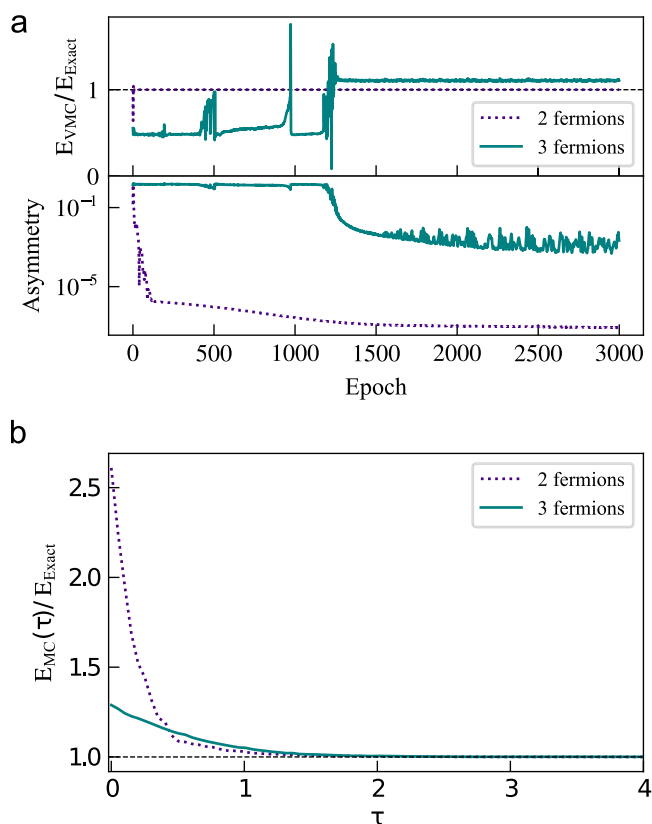 a
E_VMC/E_Exact
1
0
2 fermions
3 fermions
Asymmetry
10⁻¹
10⁻⁵
0 500 1000 1500 2000 2500 3000
Epoch
b
E_MC(τ)/E_Exact
2.5
2.0
1.5
1.0
2 fermions
3 fermions
0 1 2 3 4
τ